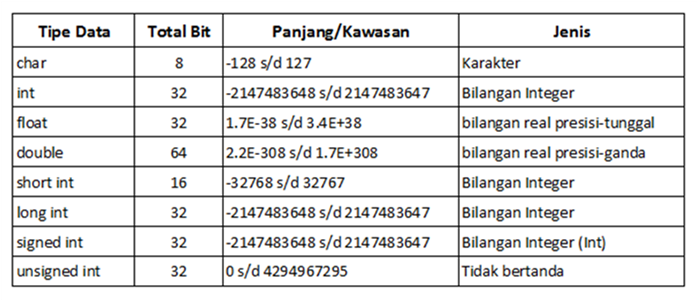 Tipe Data Total Bit Panjang/Kawasan Jenis
char 8 -128 s/d 127 Karakter
int 32 -2147483648 s/d 2147483647 Bilangan Integer
float 32 1.7E-38 s/d 3.4E+38 bilangan real presisi-tunggal
double 64 2.2E-308 s/d 1.7E+308 bilangan real presisi-ganda
short int 16 -32768 s/d 32767 Bilangan Integer
long int 32 -2147483648 s/d 2147483647 Bilangan Integer
signed int 32 -2147483648 s/d 2147483647 Bilangan Integer (Int)
unsigned int 32 0 s/d 4294967295 Tidak bertanda